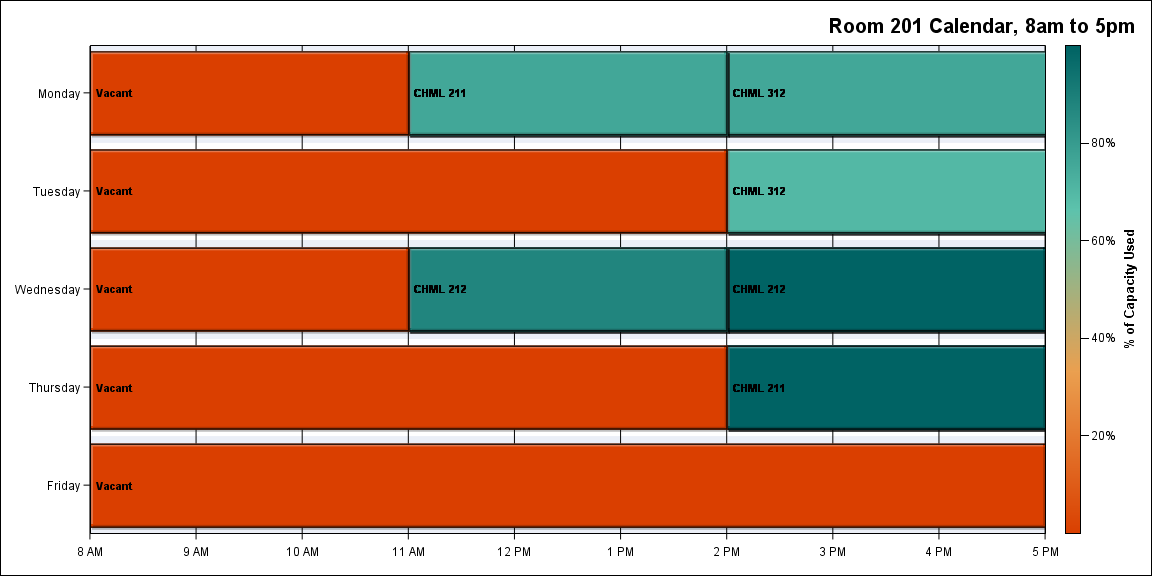 Room 201 Calendar, 8am to 5pm
Monday
Vacant
CHML 211
CHML 312
Tuesday
Vacant
CHML 312
Wednesday
Vacant
CHML 212
CHML 212
Thursday
Vacant
CHML 211
Friday
Vacant
8 AM
9 AM
10 AM
11 AM
12 PM
1 PM
2 PM
3 PM
4 PM
5 PM
80%
60%
40%
20%
% of Capacity Used